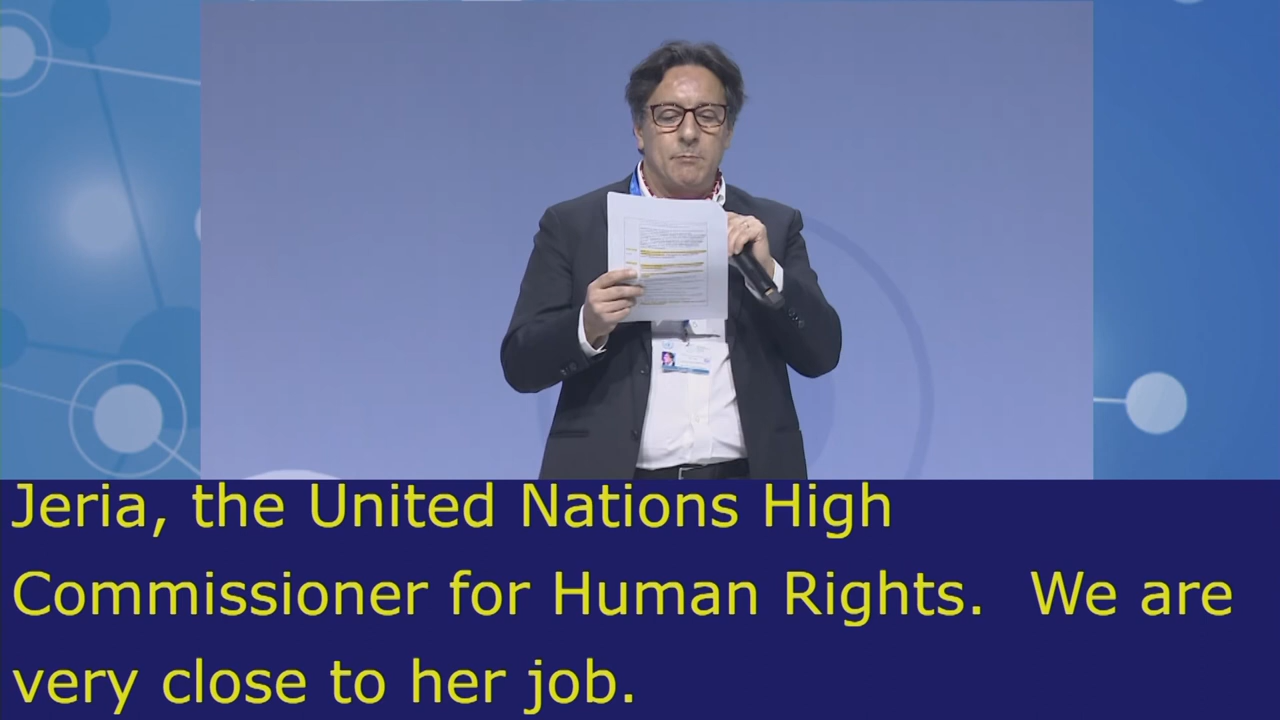 Jeria, the United Nations High
Commissioner for Human Rights.  We are
very close to her job.